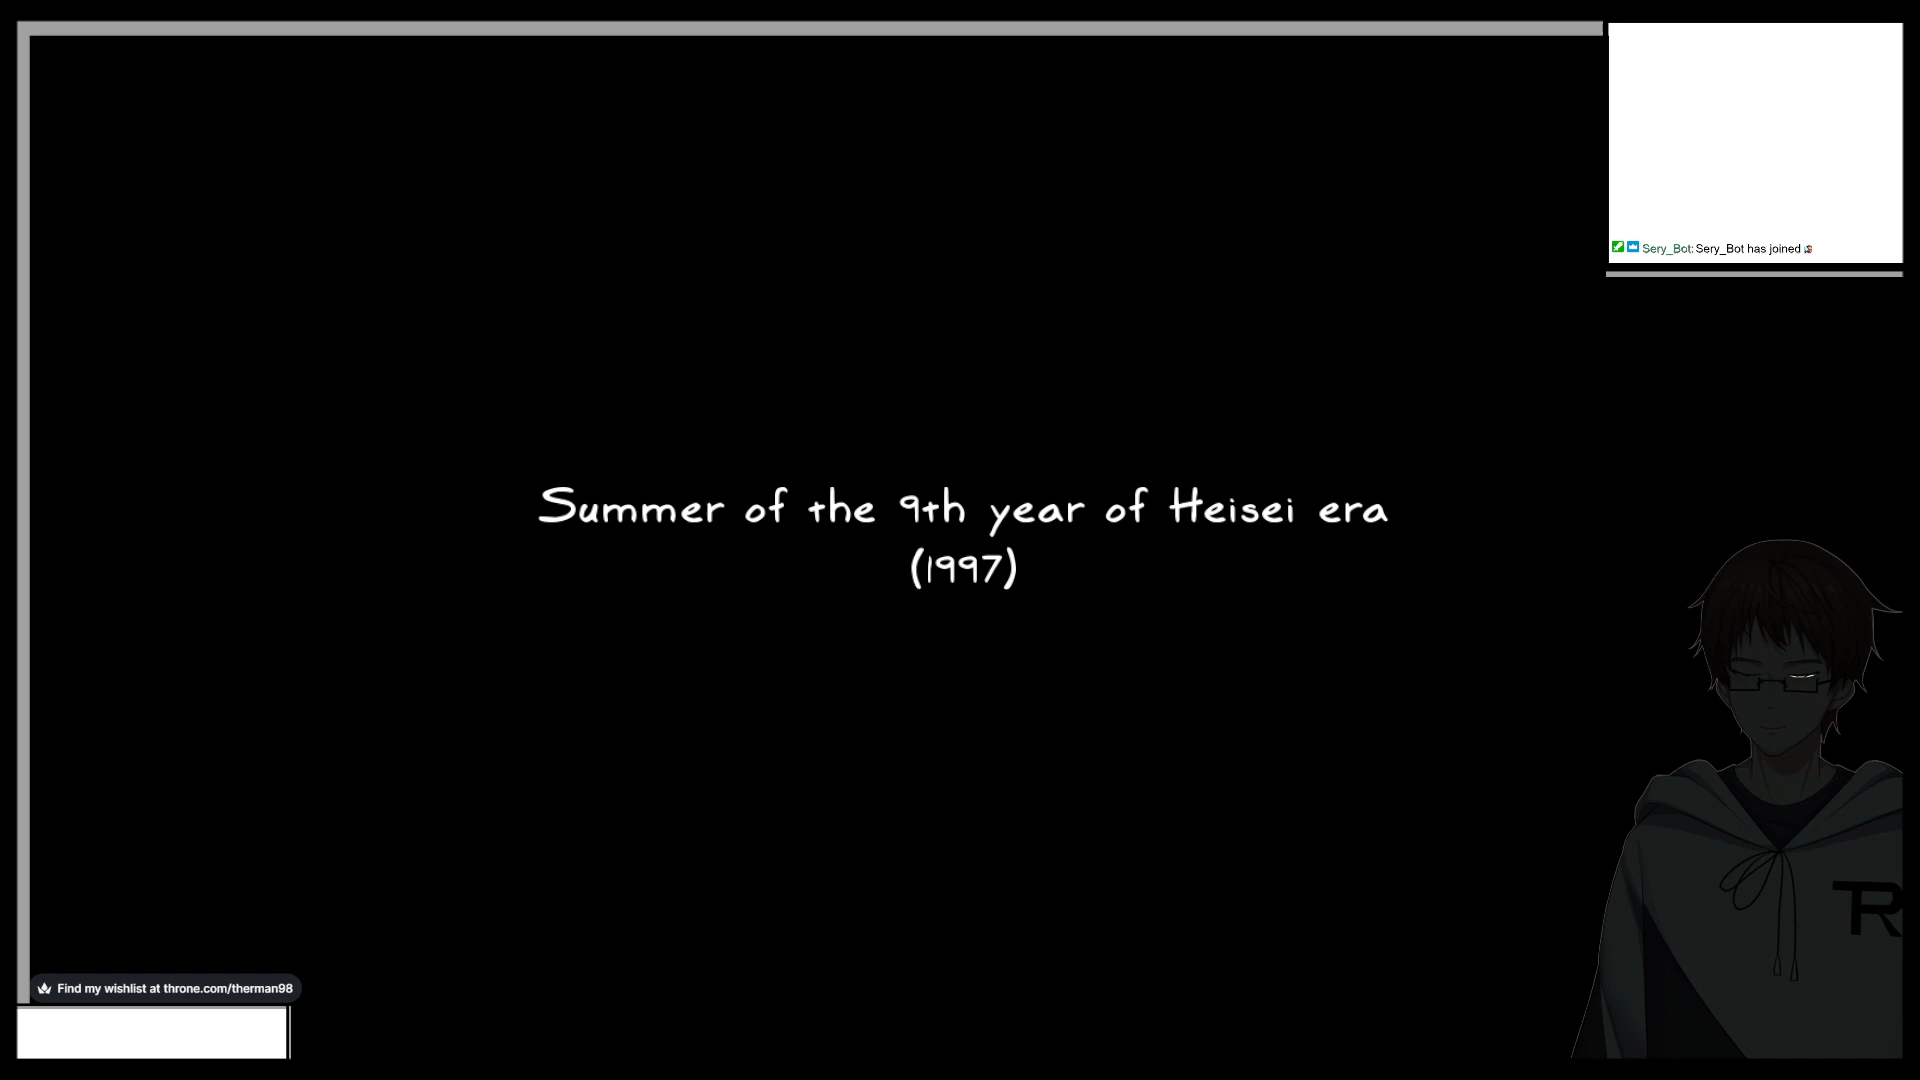 Sery_Bot: Sery_Bot has joined
Summer of the 9th year of Heisei era
(1997)
TR
Find my wishlist at throne.com/therman98